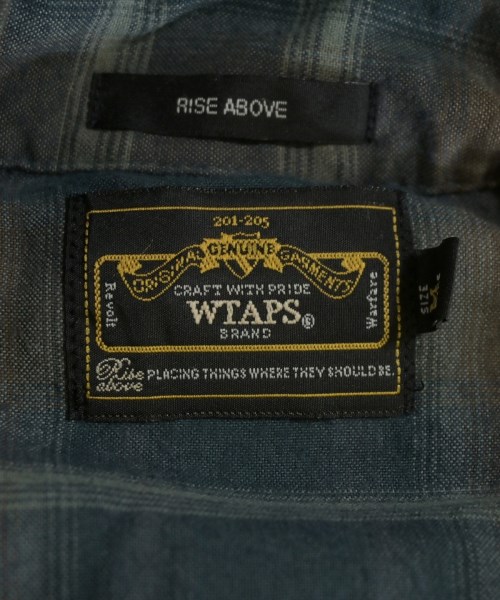 RISE ABOVE
201-205
ORIGINAL GENUINE GARMENTS
CRAFT WITH PRIDE
Revolt
WTAPS®
Warfare
BRAND
Rise above
PLACING THINGS WHERE THEY SHOULD BE.
SIZE